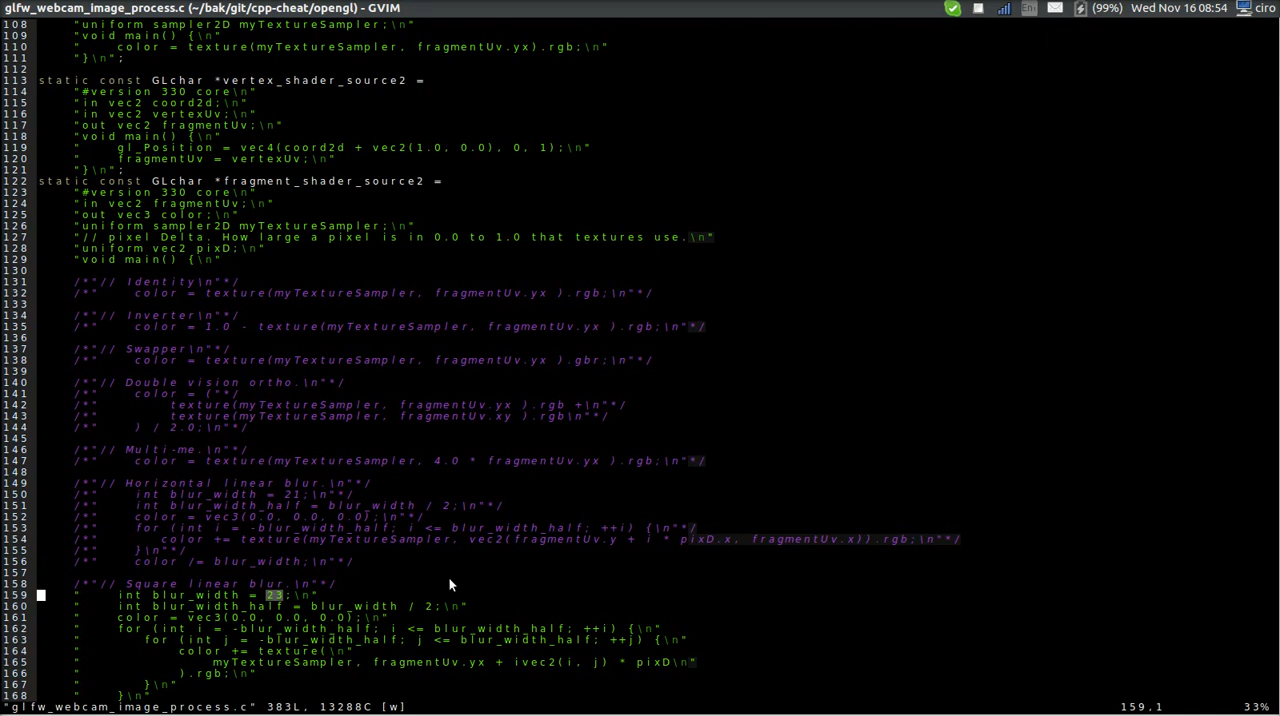 glfw_webcam_image_process.c (~/bak/git/cpp-cheat/opengl) - GVIM
En (99%) Wed Nov 16 08:54 ciro
108 "uniform sampler2D myTextureSampler;\n"
109 "void main() {\n"
110 "    color = texture(myTextureSampler, fragmentUv.yx).rgb;\n"
111 "}\n";
112
113 static const GLchar *vertex_shader_source2 =
114 "#version 330 core\n"
115 "in vec2 coord2d;\n"
116 "in vec2 vertexUv;\n"
117 "out vec2 fragmentUv;\n"
118 "void main() {\n"
119 "    gl_Position = vec4(coord2d + vec2(1.0, 0.0), 0, 1);\n"
120 "    fragmentUv = vertexUv;\n"
121 "}\n";
122 static const GLchar *fragment_shader_source2 =
123 "#version 330 core\n"
124 "in vec2 fragmentUv;\n"
125 "out vec3 color;\n"
126 "uniform sampler2D myTextureSampler;\n"
127 "// pixel Delta. How large a pixel is in 0.0 to 1.0 that textures use.\n"
128 "uniform vec2 pixD;\n"
129 "void main() {\n"
130
131 /*"// Identity\n"*/
132 /*"    color = texture(myTextureSampler, fragmentUv.yx ).rgb;\n"*/
133
134 /*"// Inverter\n"*/
135 /*"    color = 1.0 - texture(myTextureSampler, fragmentUv.yx ).rgb;\n"*/
136
137 /*"// Swapper\n"*/
138 /*"    color = texture(myTextureSampler, fragmentUv.yx ).gbr;\n"*/
139
140 /*"// Double vision ortho.\n"*/
141 /*"    color = ("*/
142 /*"        texture(myTextureSampler, fragmentUv.yx ).rgb +\n"*/
143 /*"        texture(myTextureSampler, fragmentUv.xy ).rgb\n"*/
144 /*"    ) / 2.0;\n"*/
145
146 /*"// Multi-me.\n"*/
147 /*"    color = texture(myTextureSampler, 4.0 * fragmentUv.yx ).rgb;\n"*/
148
149 /*"// Horizontal linear blur.\n"*/
150 /*"    int blur_width = 21;\n"*/
151 /*"    int blur_width_half = blur_width / 2;\n"*/
152 /*"    color = vec3(0.0, 0.0, 0.0);\n"*/
153 /*"    for (int i = -blur_width_half; i <= blur_width_half; ++i) {\n"*/
154 /*"       color += texture(myTextureSampler, vec2(fragmentUv.y + i * pixD.x, fragmentUv.x)).rgb;\n"*/
155 /*"    }\n"*/
156 /*"    color /= blur_width;\n"*/
157
158 /*"// Square linear blur.\n"*/
159 "    int blur_width = 23;\n"
160 "    int blur_width_half = blur_width / 2;\n"
161 "    color = vec3(0.0, 0.0, 0.0);\n"
162 "    for (int i = -blur_width_half; i <= blur_width_half; ++i) {\n"
163 "       for (int j = -blur_width_half; j <= blur_width_half; ++j) {\n"
164 "           color += texture(\n"
165 "               myTextureSampler, fragmentUv.yx + ivec2(i, j) * pixD\n"
166 "           ).rgb;\n"
167 "       }\n"
168 "    }\n"
"glfw_webcam_image_process.c" 383L, 13288C [w] 159,1 33%